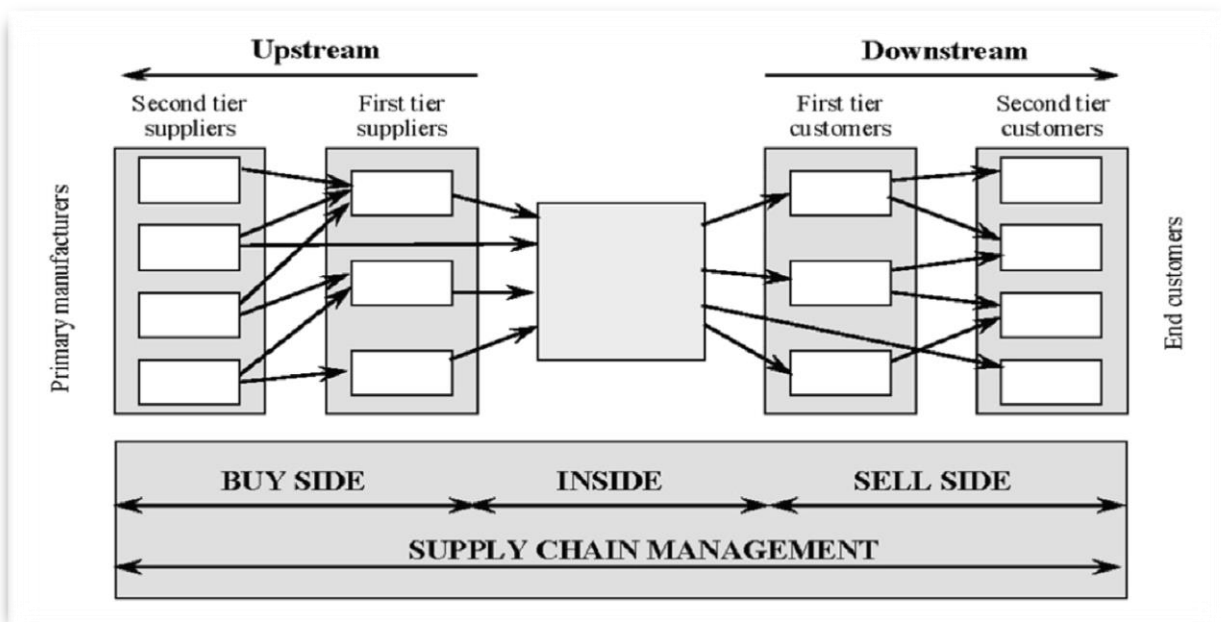 Upstream
Downstream
Second tier
suppliers
First tier
suppliers
First tier
customers
Second tier
customers
Primary manufacturers
End customers
BUY SIDE
INSIDE
SELL SIDE
SUPPLY CHAIN MANAGEMENT